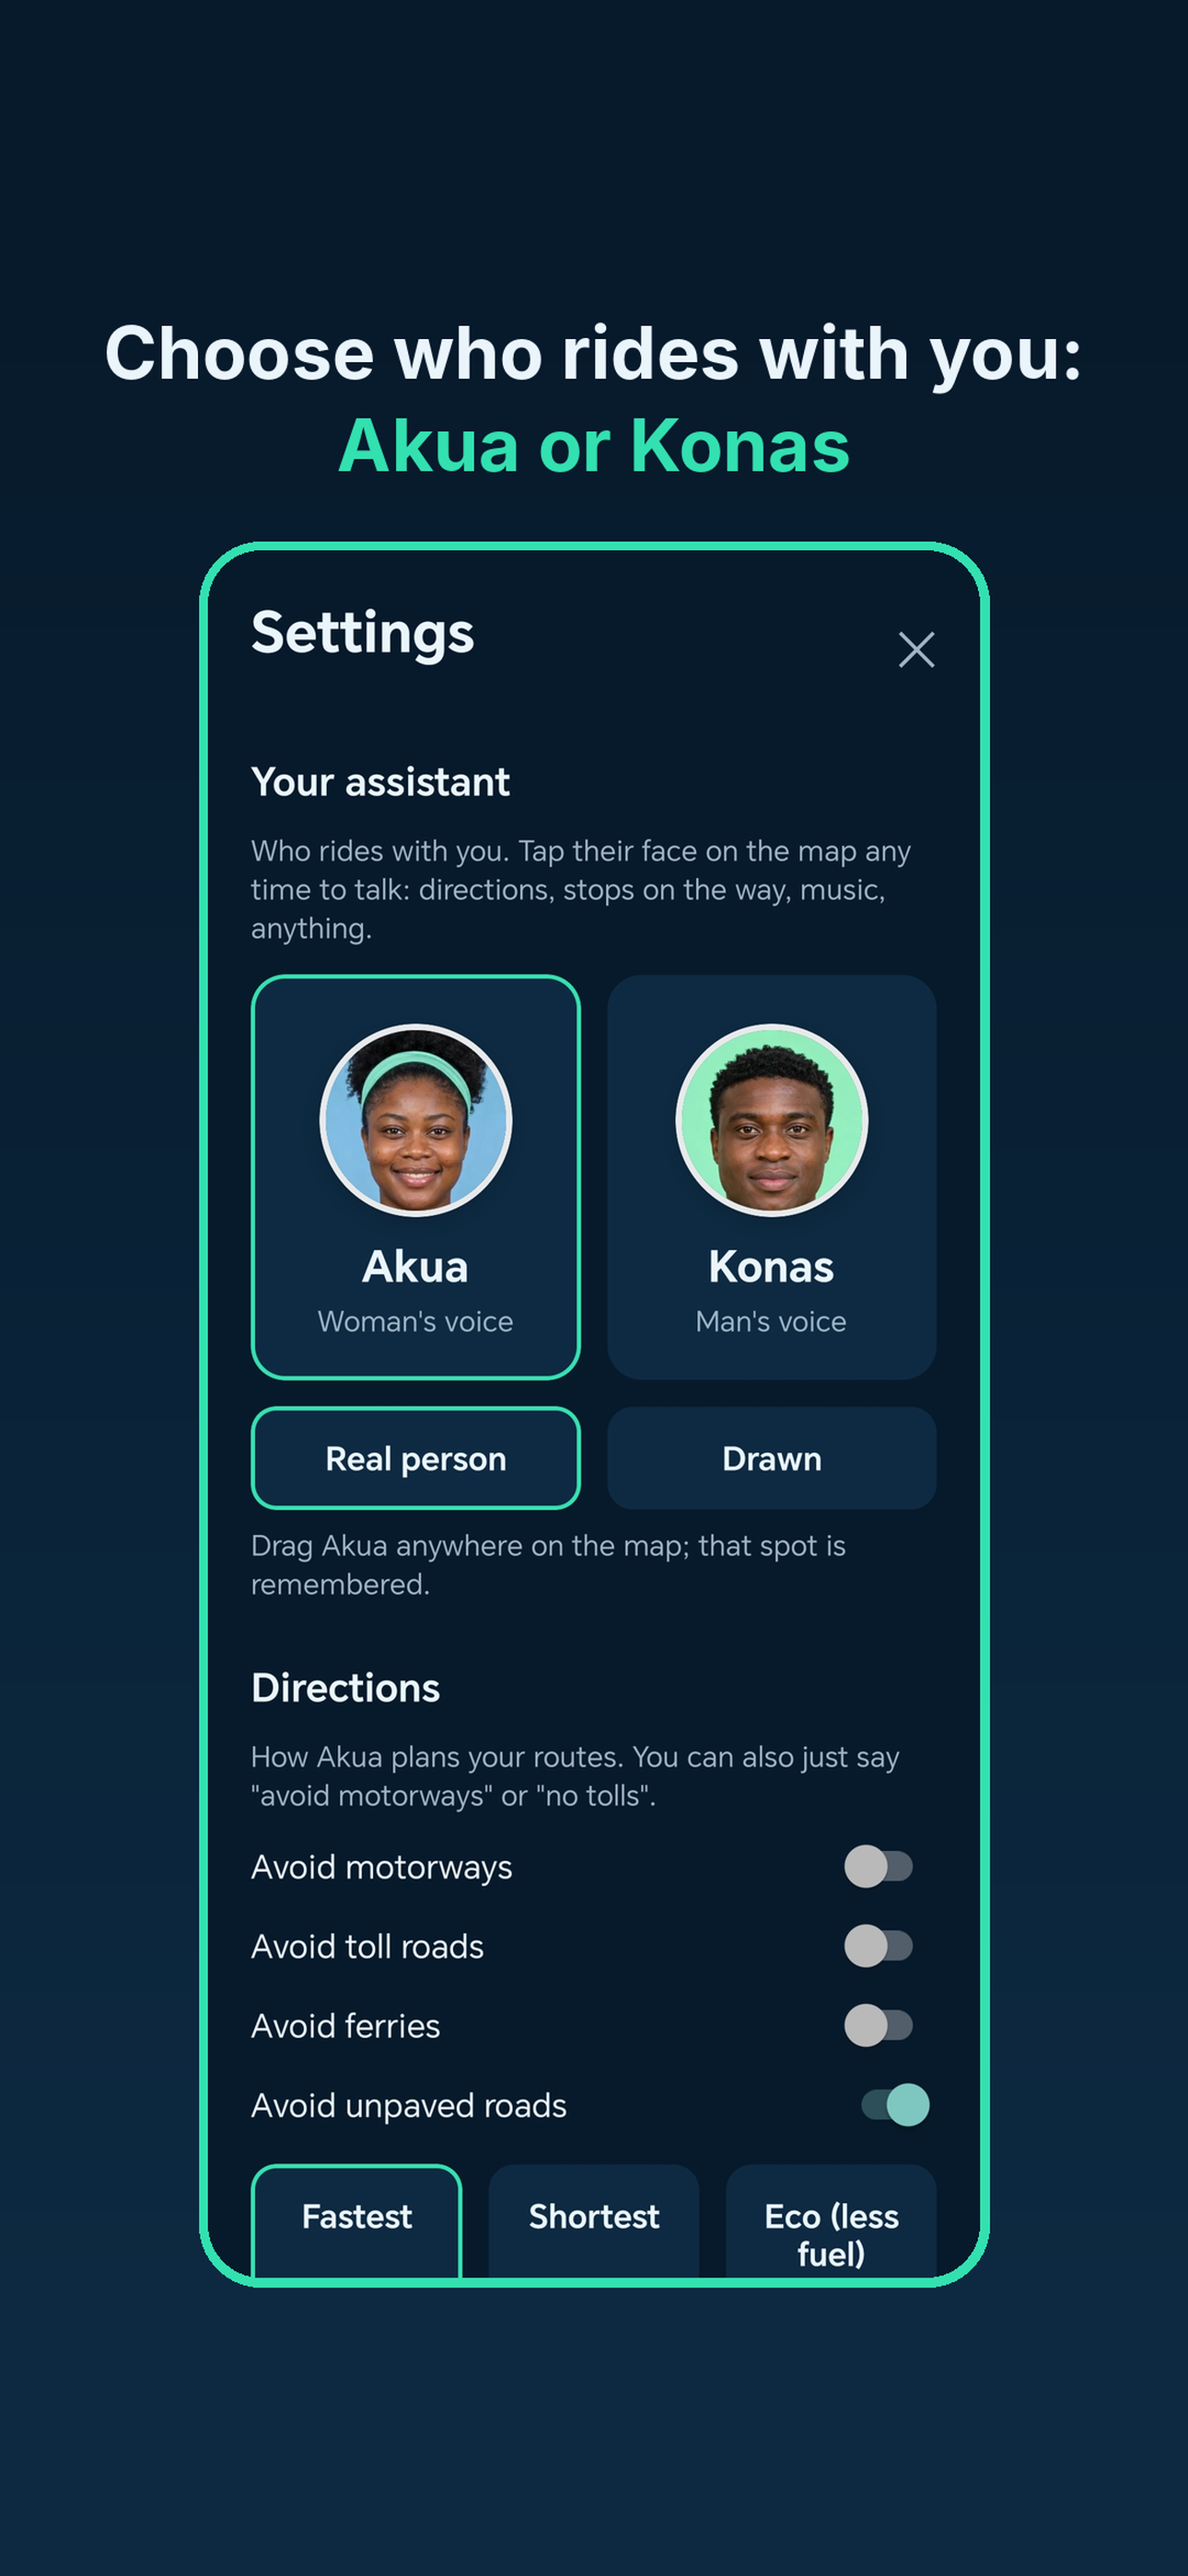 Choose who rides with you:
Akua or Konas
Settings
Your assistant
Who rides with you. Tap their face on the map any
time to talk: directions, stops on the way, music,
anything.
Akua
Woman's voice
Konas
Man's voice
Real person
Drawn
Drag Akua anywhere on the map; that spot is
remembered.
Directions
How Akua plans your routes. You can also just say
"avoid motorways" or "no tolls".
Avoid motorways
Avoid toll roads
Avoid ferries
Avoid unpaved roads
Fastest
Shortest
Eco (less
fuel)